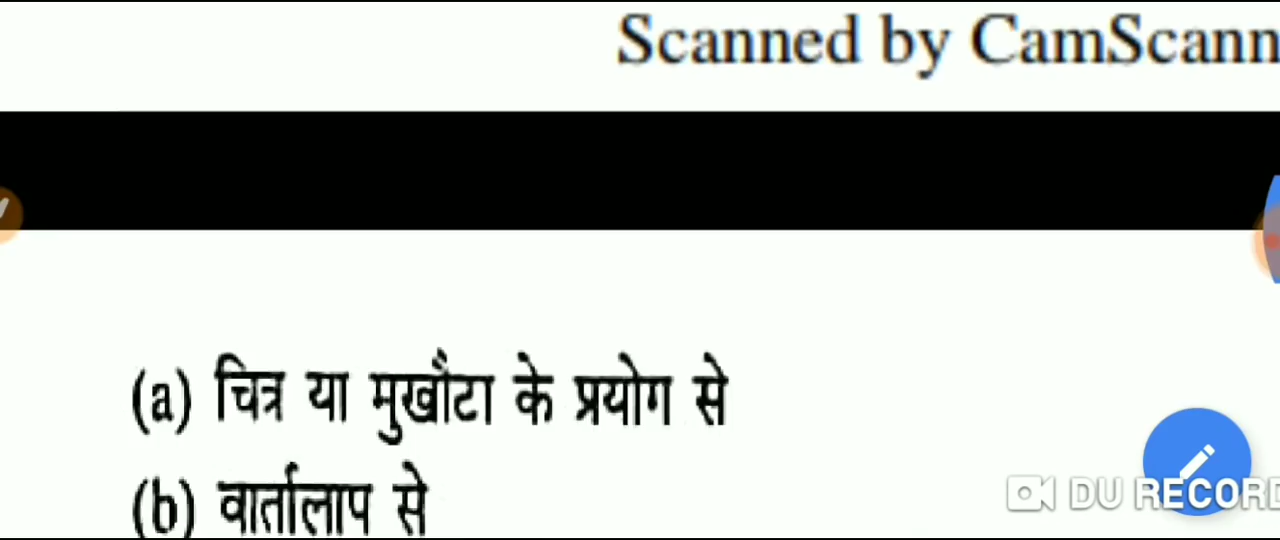 Scanned by CamScann
(a) चित्र या मुखौटा के प्रयोग से
(b) वार्तालाप से
DU RECORD